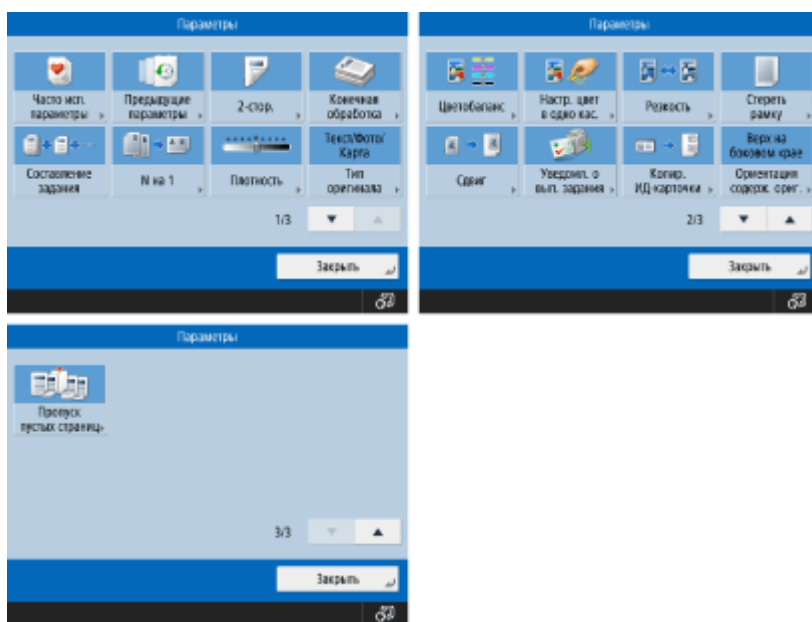 Параметры
Часто исп.
параметры
Предыдущие
параметры
2-стор.
Конечная
обработка
Составление
задания
N на 1
Плотность
Текст/Фото/
Карта
Тип
оригинала
1/3
Закрыть
Параметры
Цветобаланс
Настр. цвет
в одно кас.
Резкость
Стереть
рамку
Сдвиг
Уведомл. о
вып. задания
Копир.
ИД-карточки
Верх на
боковом крае
Ориентация
содерж. ориг.
2/3
Закрыть
Параметры
Пропуск
пустых страниц
3/3
Закрыть